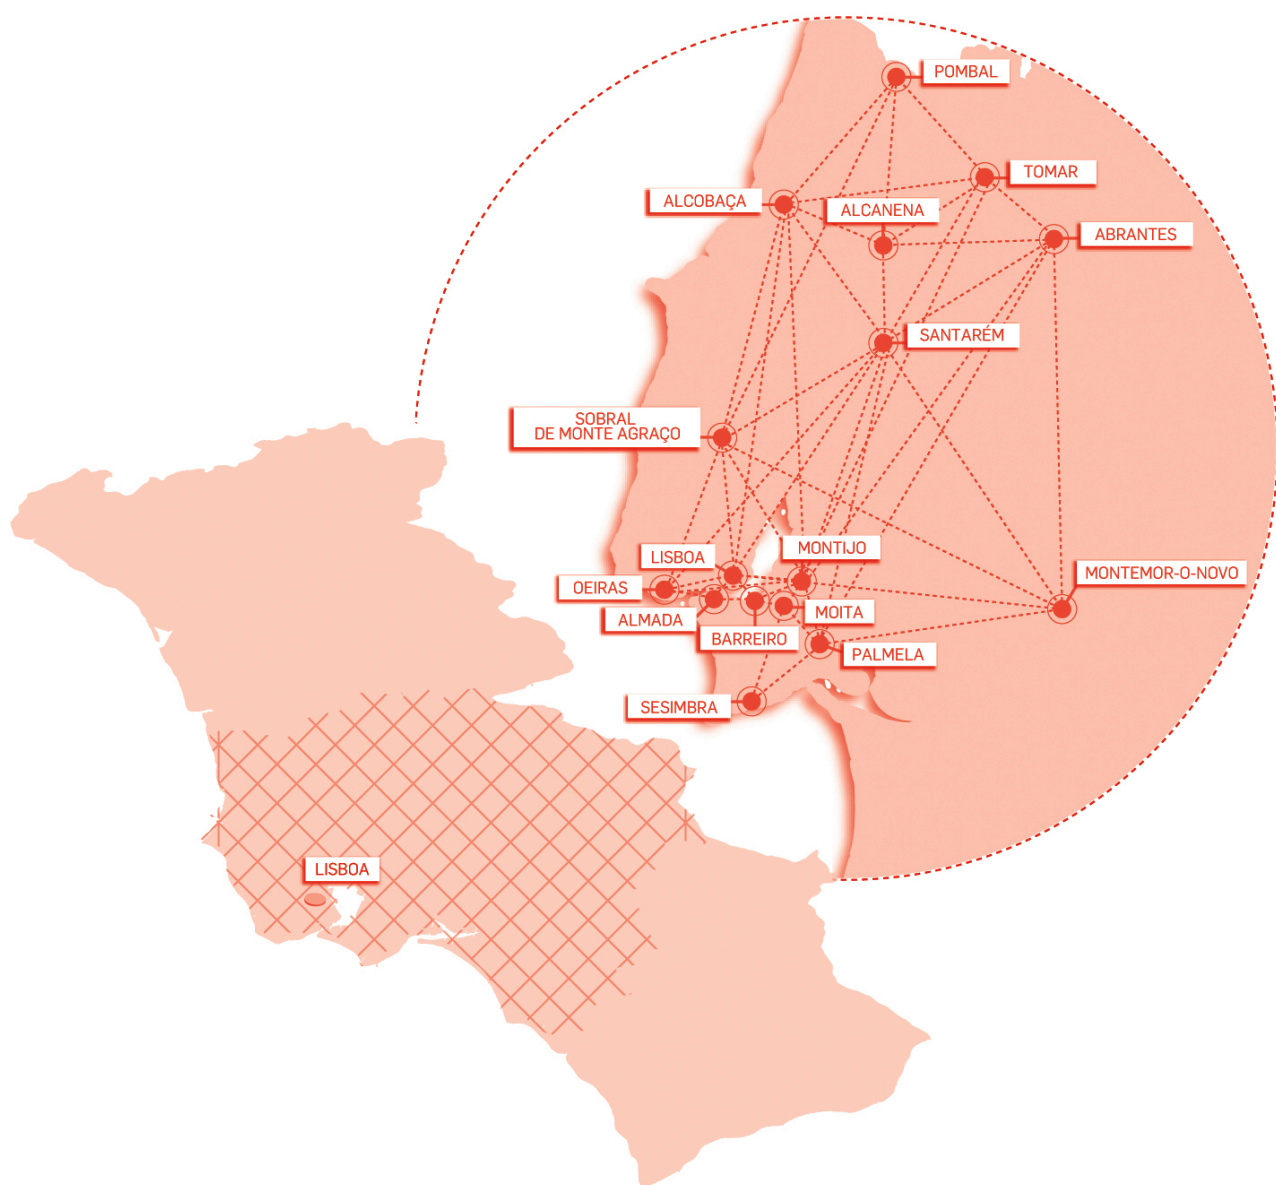 POMBAL
TOMAR
ALCOBAÇA
ALCANENA
ABRANTES
SANTARÉM
SOBRAL
DE MONTE AGRAÇO
LISBOA
MONTIJO
OEIRAS
MONTEMOR-O-NOVO
ALMADA
MOITA
BARREIRO
PALMELA
SESIMBRA
LISBOA